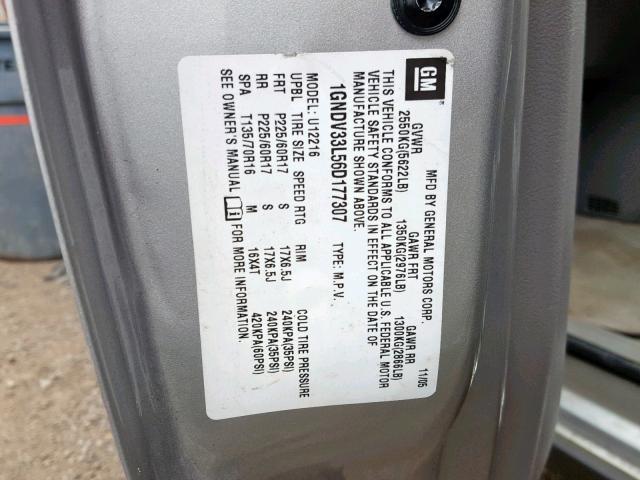 GM
MFD BY GENERAL MOTORS CORP. 11/05
GVWR GAWR FRT GAWR RR
2550KG(5622LB) 1350KG(2976LB) 1300KG(2866LB)
THIS VEHICLE CONFORMS TO ALL APPLICABLE U.S. FEDERAL MOTOR
VEHICLE SAFETY STANDARDS IN EFFECT ON THE DATE OF
MANUFACTURE SHOWN ABOVE.
1GNDV33L56D177307 TYPE: M.P.V.
MODEL: U12216
UPBL TIRE SIZE SPEED RTG RIM COLD TIRE PRESSURE
FRT P225/60R17 S 17X6.5J 240KPA(35PSI)
RR P225/60R17 S 17X6.5J 240KPA(35PSI)
SPA T135/70R16 M 16X4T 420KPA(60PSI)
SEE OWNER'S MANUAL FOR MORE INFORMATION.